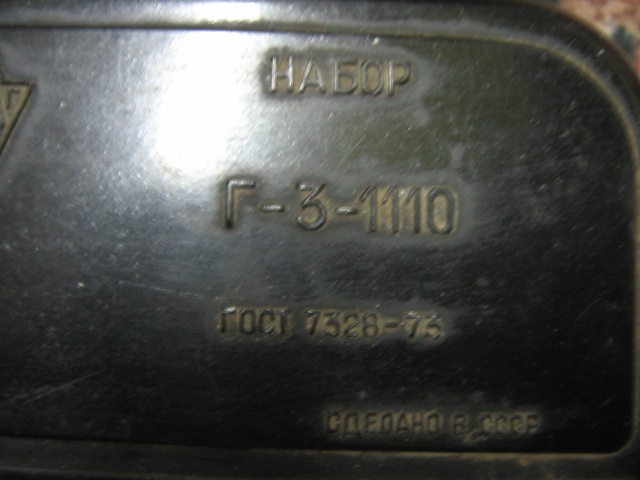 НАБОР
Г-3-1110
ГОСТ 7328-73
СДЕЛАНО В СССР